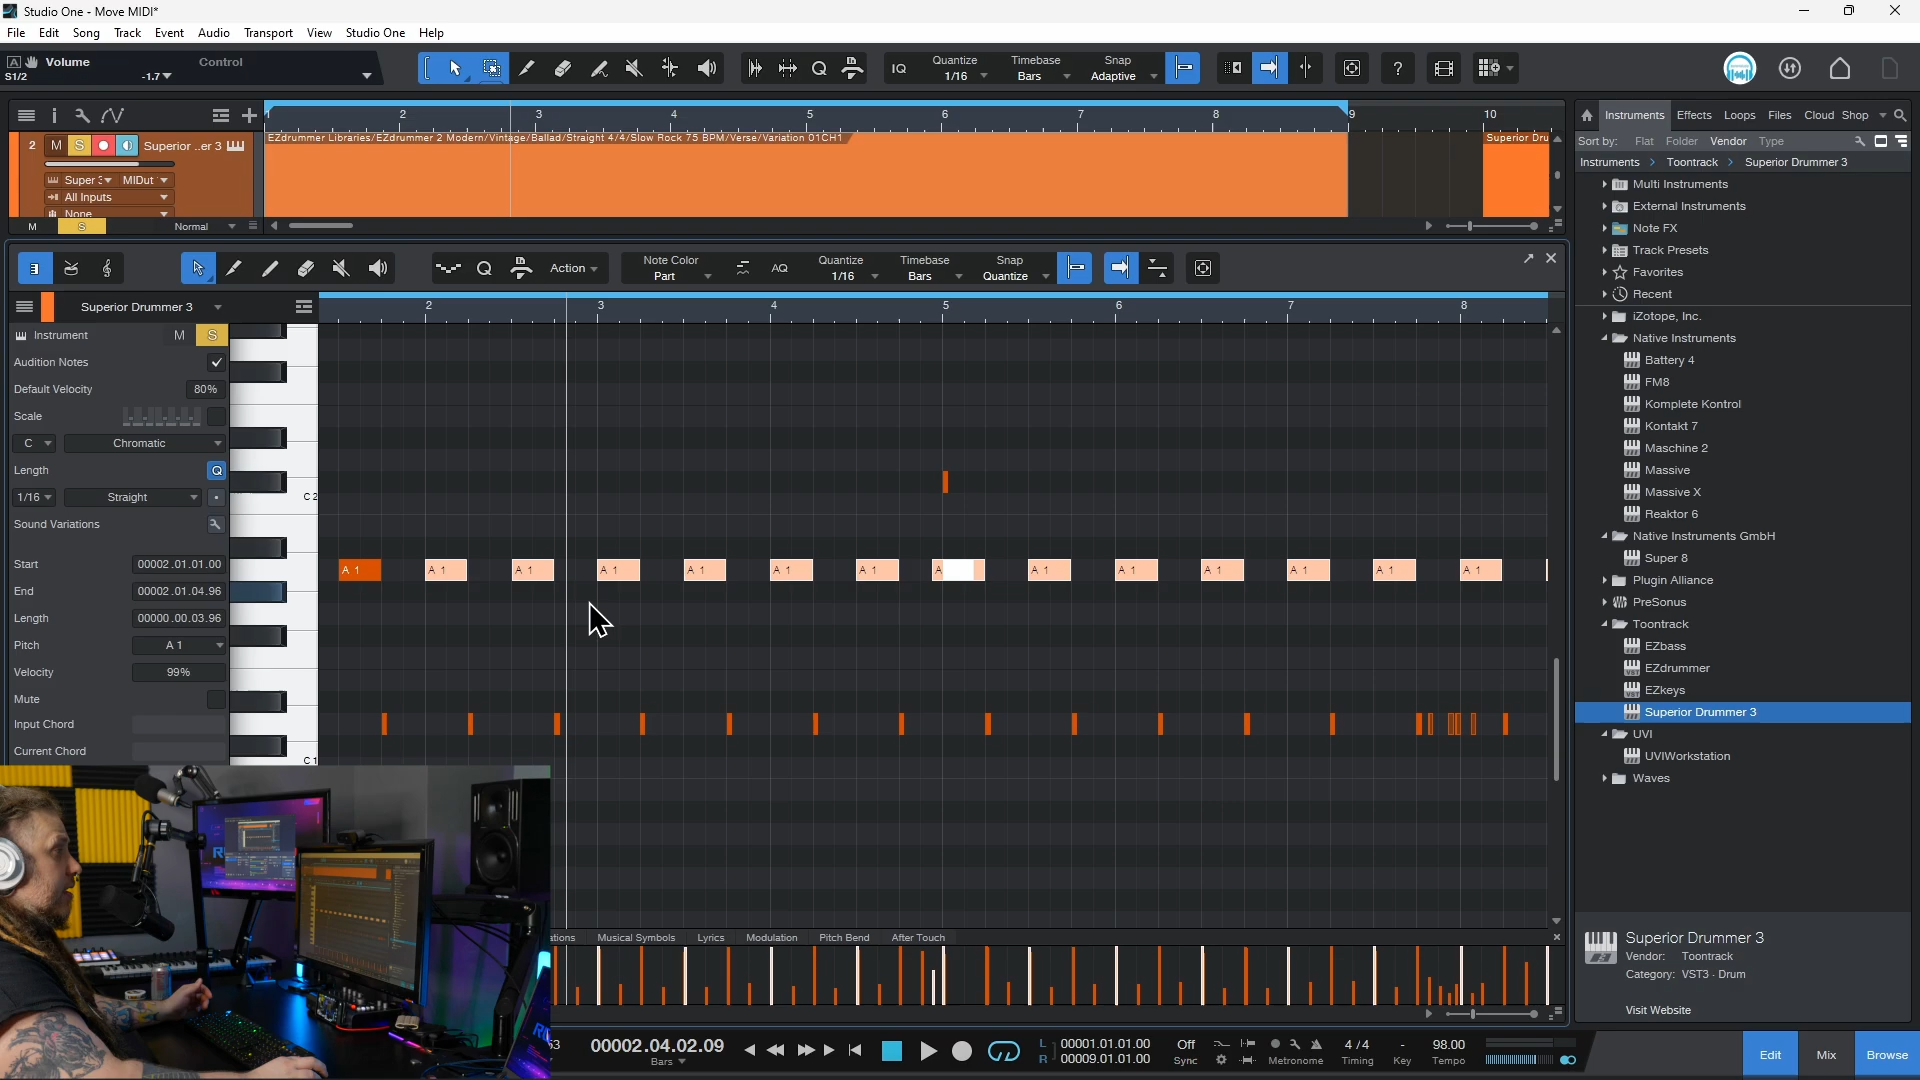 Studio One - Move MIDI*
File Edit Song Track Event Audio Transport View Studio One Help
Volume Control
S1/2 -1.7
IQ Quantize 1/16 Timebase Bars Snap Adaptive
?
1 2 3 4 5 6 7 8 9 10
2 M S Superior ..er 3
EZdrummer Libraries/EZdrummer 2 Modern/Vintage/Ballad/Straight 4/4/Slow Rock 75 BPM/Verse/Variation 01CH1
Superior Dru
MIDut
All Inputs
None
M S Normal
Action
Note Color Part
AQ
Quantize 1/16
Timebase Bars
Snap Quantize
Superior Drummer 3
2 3 4 5 6 7 8
Instrument M S
Audition Notes
Default Velocity 80%
Scale
C Chromatic
Length Q
1/16 Straight
Sound Variations
Start 00002.01.01.00
End 00002.01.04.96
Length 00000.00.03.96
Pitch A 1
Velocity 99%
Mute
Input Chord
Current Chord
C 2
C 1
A 1 A 1 A 1 A 1 A 1 A 1 A 1 A A 1 A 1 A 1 A 1 A 1 A 1
Musical Symbols Lyrics Modulation Pitch Bend After Touch
00002.04.02.09
Bars
L 00001.01.01.00
R 00009.01.01.00
Off
Sync
Metronome
4 / 4
Timing
-
Key
98.00
Tempo
Edit Mix Browse
Instruments Effects Loops Files Cloud Shop
Sort by: Flat Folder Vendor Type
Instruments > Toontrack > Superior Drummer 3
Multi Instruments
External Instruments
Note FX
Track Presets
Favorites
Recent
iZotope, Inc.
Native Instruments
Battery 4
FM8
Komplete Kontrol
Kontakt 7
Maschine 2
Massive
Massive X
Reaktor 6
Native Instruments GmbH
Super 8
Plugin Alliance
PreSonus
Toontrack
EZbass
EZdrummer
EZkeys
Superior Drummer 3
UVI
UVIWorkstation
Waves
Superior Drummer 3
Vendor: Toontrack
Category: VST3 - Drum
Visit Website